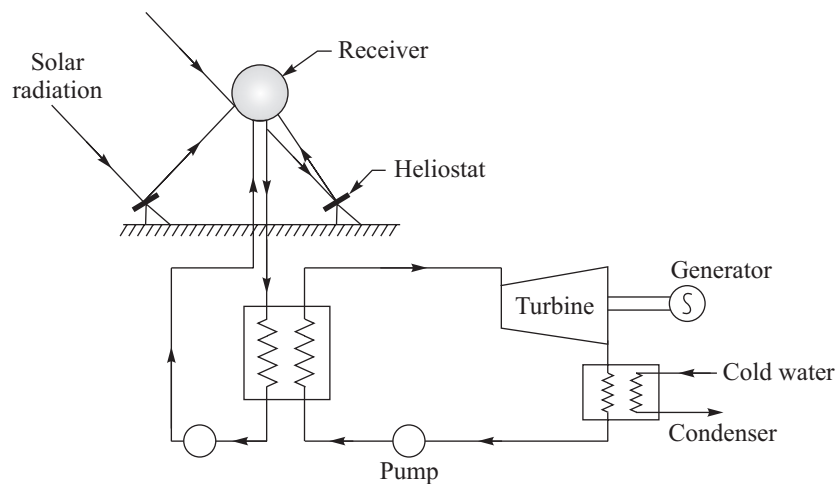 Receiver
Solar
radiation
Heliostat
Generator
Turbine
Cold water
Condenser
Pump